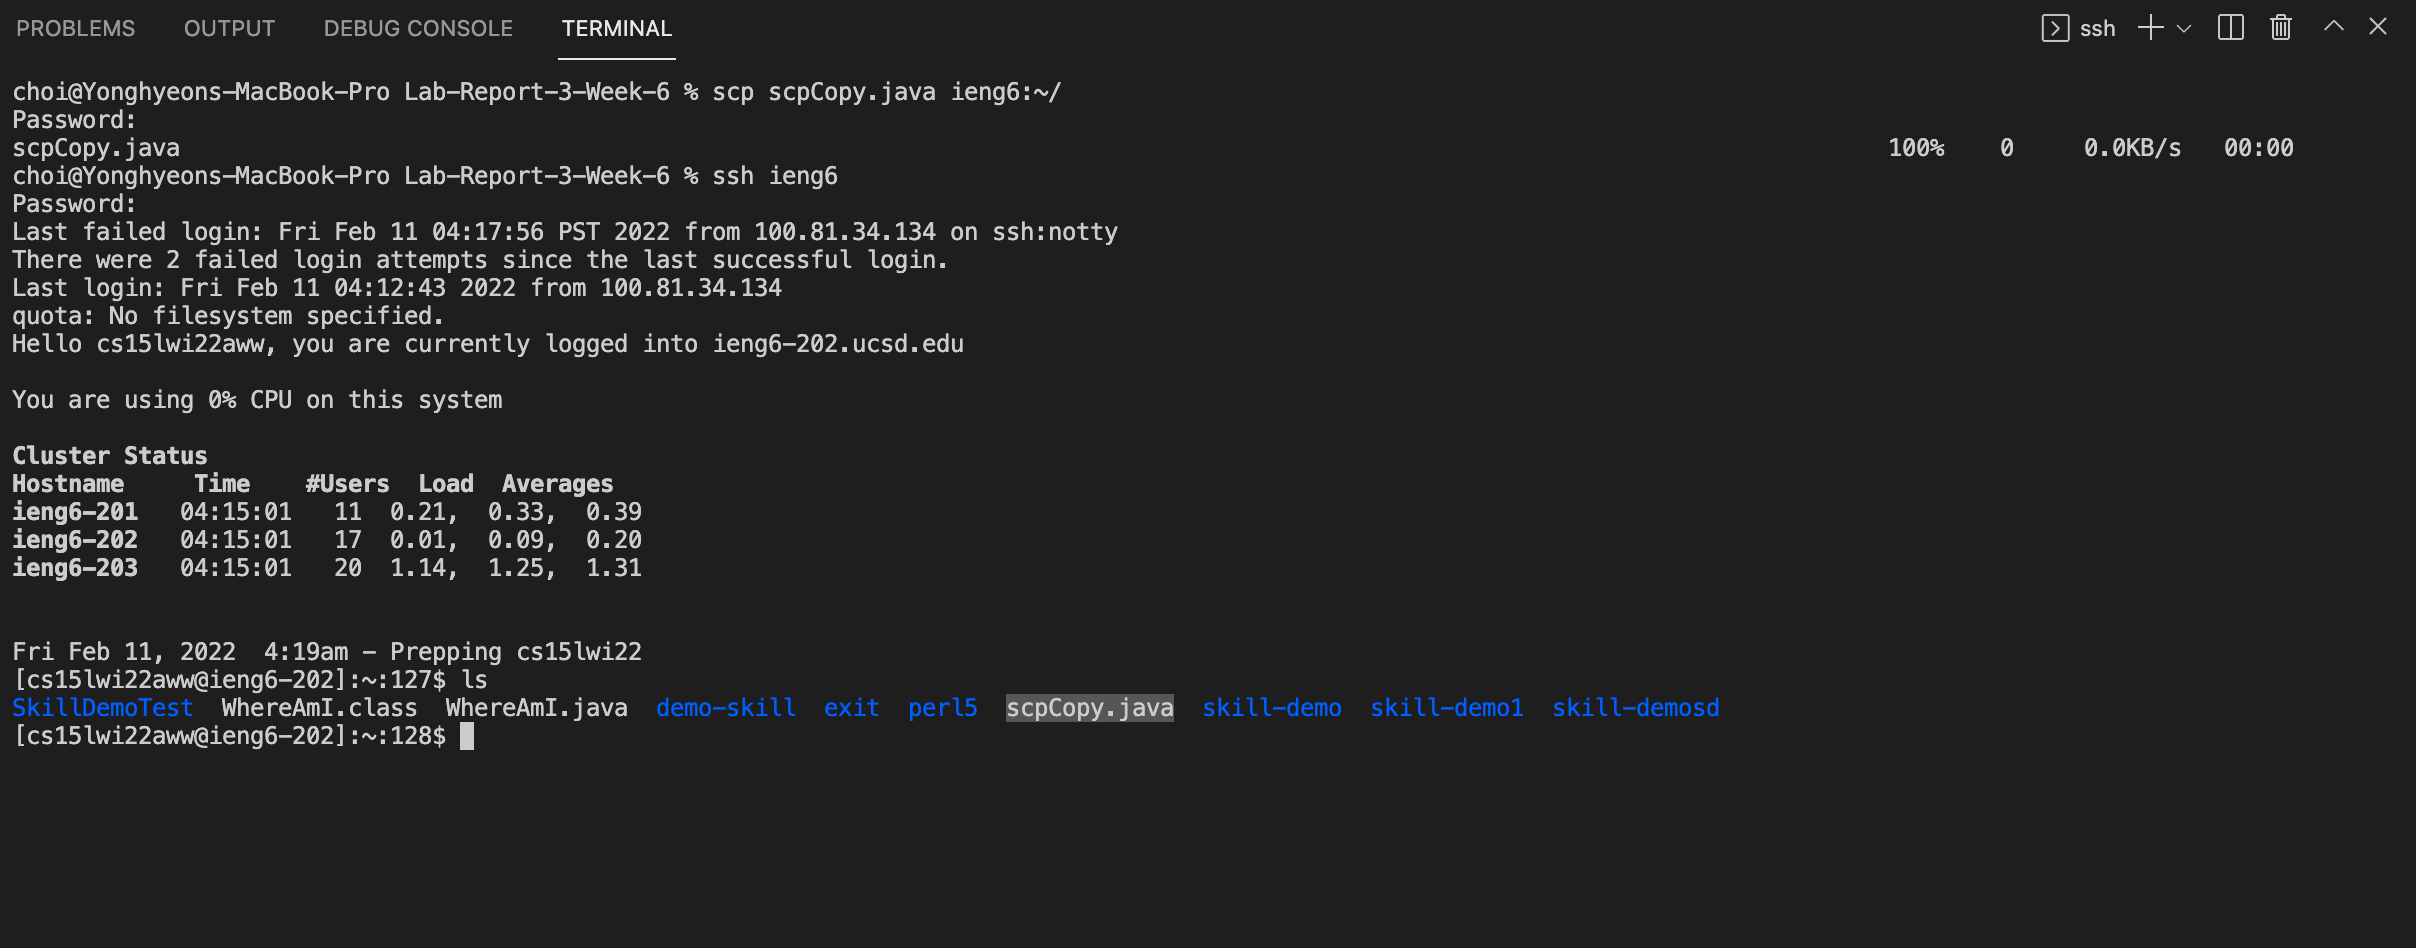 PROBLEMS OUTPUT DEBUG CONSOLE TERMINAL ssh
choi@Yonghyeons-MacBook-Pro Lab-Report-3-Week-6 % scp scpCopy.java ieng6:~/
Password:
scpCopy.java 100% 0 0.0KB/s 00:00
choi@Yonghyeons-MacBook-Pro Lab-Report-3-Week-6 % ssh ieng6
Password:
Last failed login: Fri Feb 11 04:17:56 PST 2022 from 100.81.34.134 on ssh:notty
There were 2 failed login attempts since the last successful login.
Last login: Fri Feb 11 04:12:43 2022 from 100.81.34.134
quota: No filesystem specified.
Hello cs15lwi22aww, you are currently logged into ieng6-202.ucsd.edu
You are using 0% CPU on this system
Cluster Status
Hostname Time #Users Load Averages
ieng6-201 04:15:01 11 0.21, 0.33, 0.39
ieng6-202 04:15:01 17 0.01, 0.09, 0.20
ieng6-203 04:15:01 20 1.14, 1.25, 1.31
Fri Feb 11, 2022 4:19am - Prepping cs15lwi22
[cs15lwi22aww@ieng6-202]:~:127$ ls
SkillDemoTest WhereAmI.class WhereAmI.java demo-skill exit perl5 scpCopy.java skill-demo skill-demo1 skill-demosd
[cs15lwi22aww@ieng6-202]:~:128$